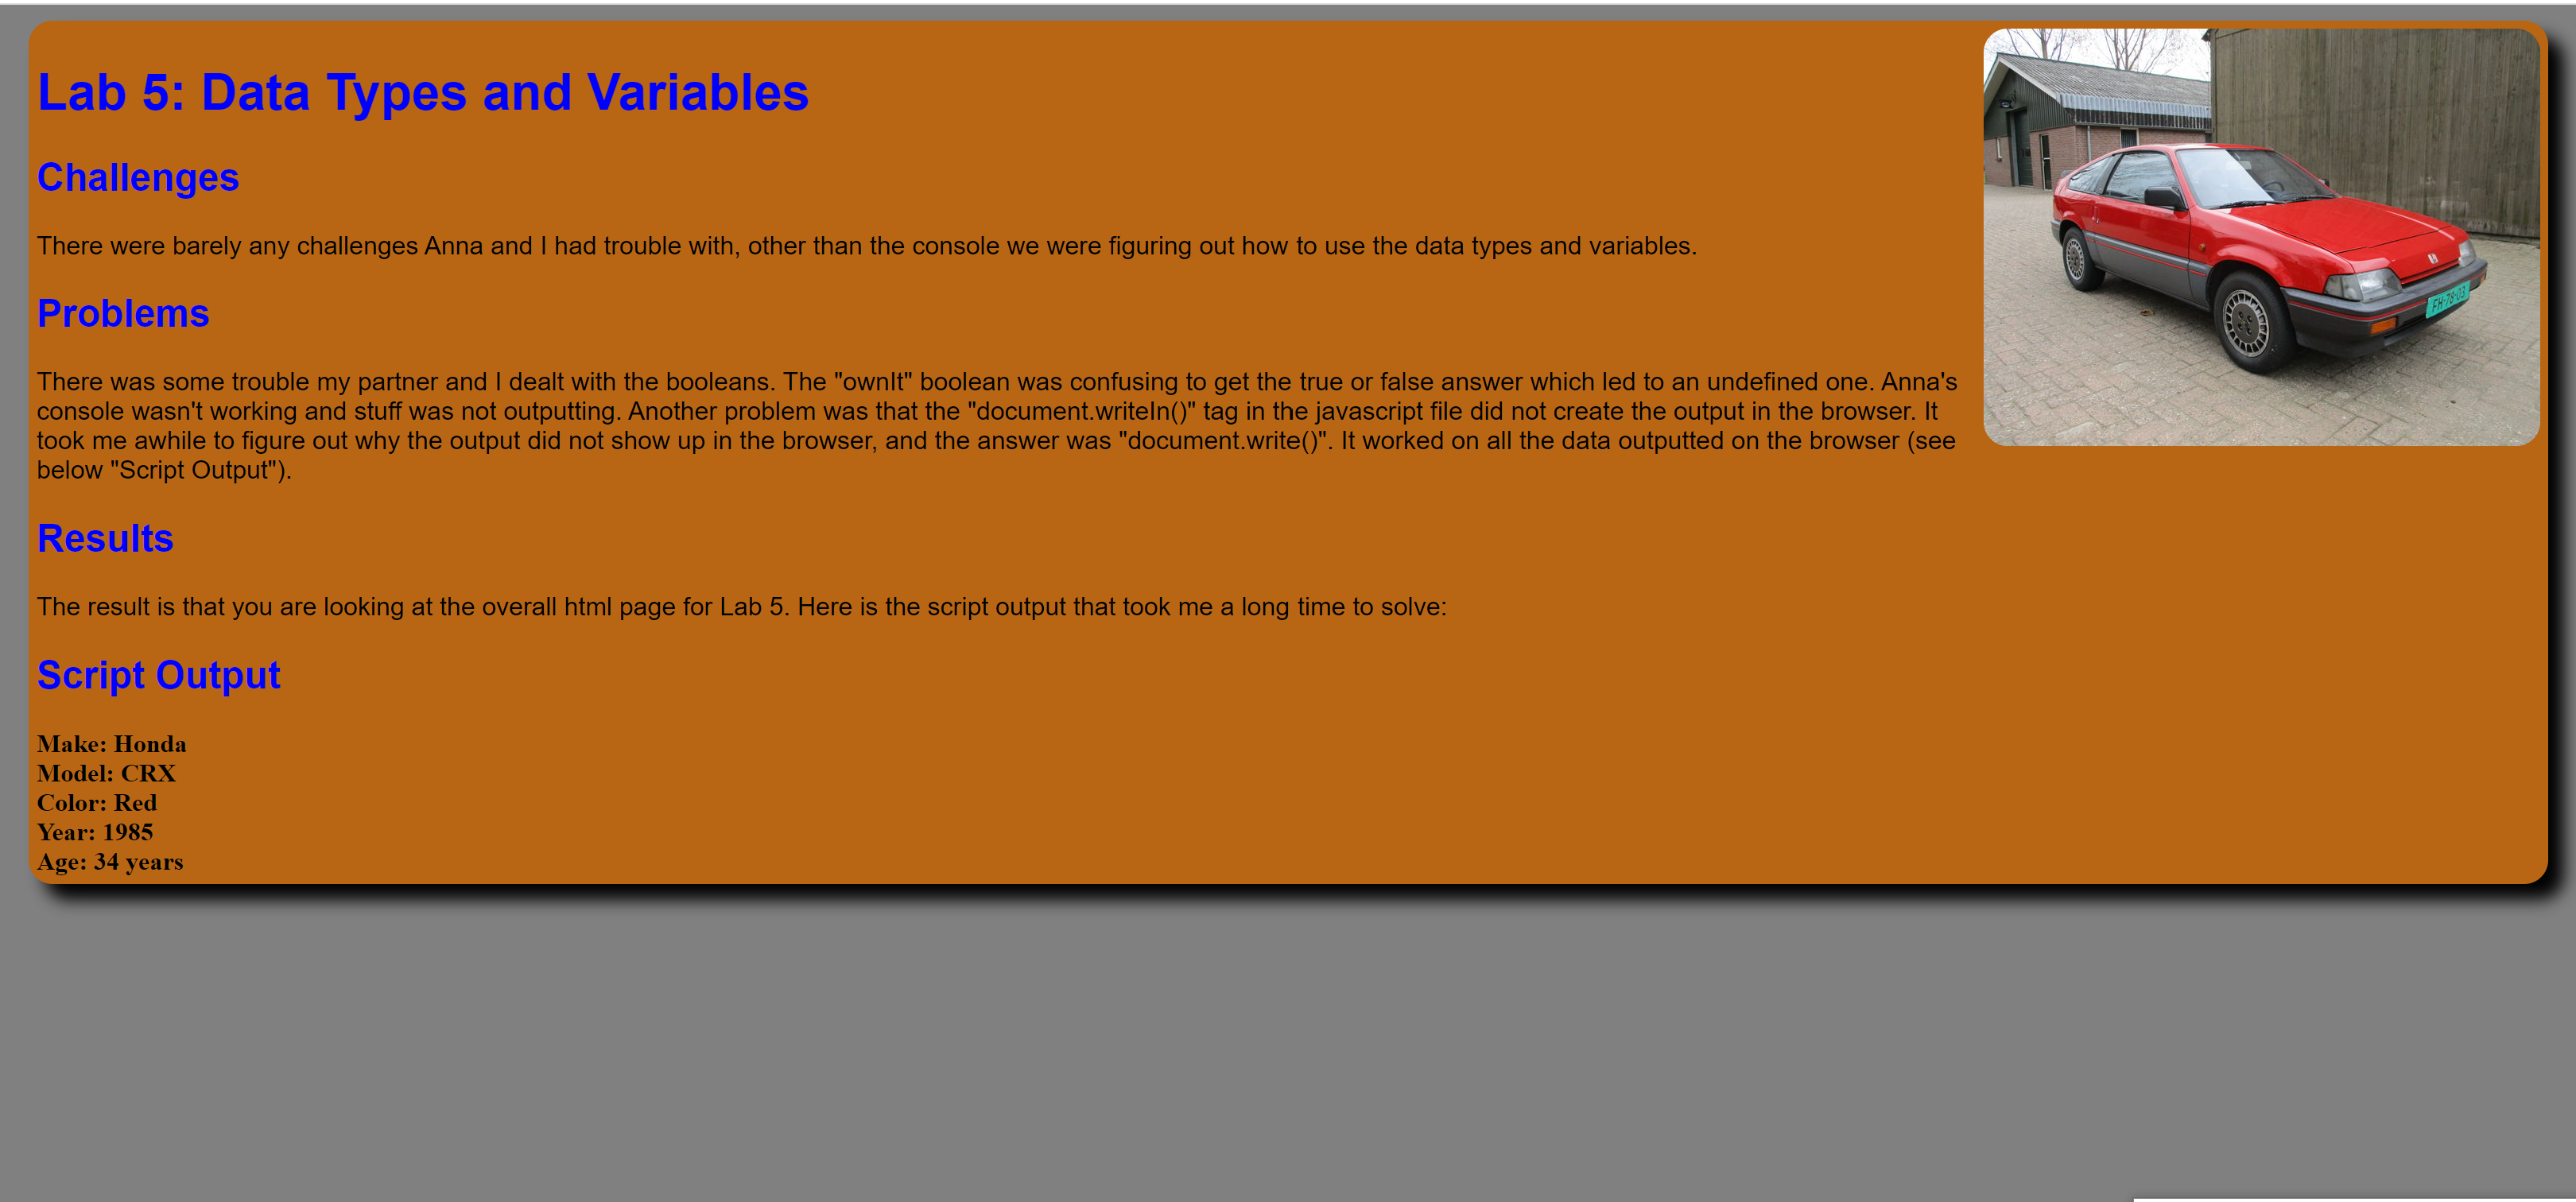 Lab 5: Data Types and Variables
Challenges
There were barely any challenges Anna and I had trouble with, other than the console we were figuring out how to use the data types and variables.
Problems
There was some trouble my partner and I dealt with the booleans. The "ownIt" boolean was confusing to get the true or false answer which led to an undefined one. Anna's
console wasn't working and stuff was not outputting. Another problem was that the "document.writeIn()" tag in the javascript file did not create the output in the browser. It
took me awhile to figure out why the output did not show up in the browser, and the answer was "document.write()". It worked on all the data outputted on the browser (see
below "Script Output").
Results
The result is that you are looking at the overall html page for Lab 5. Here is the script output that took me a long time to solve:
Script Output
Make: Honda
Model: CRX
Color: Red
Year: 1985
Age: 34 years
FH-78-03